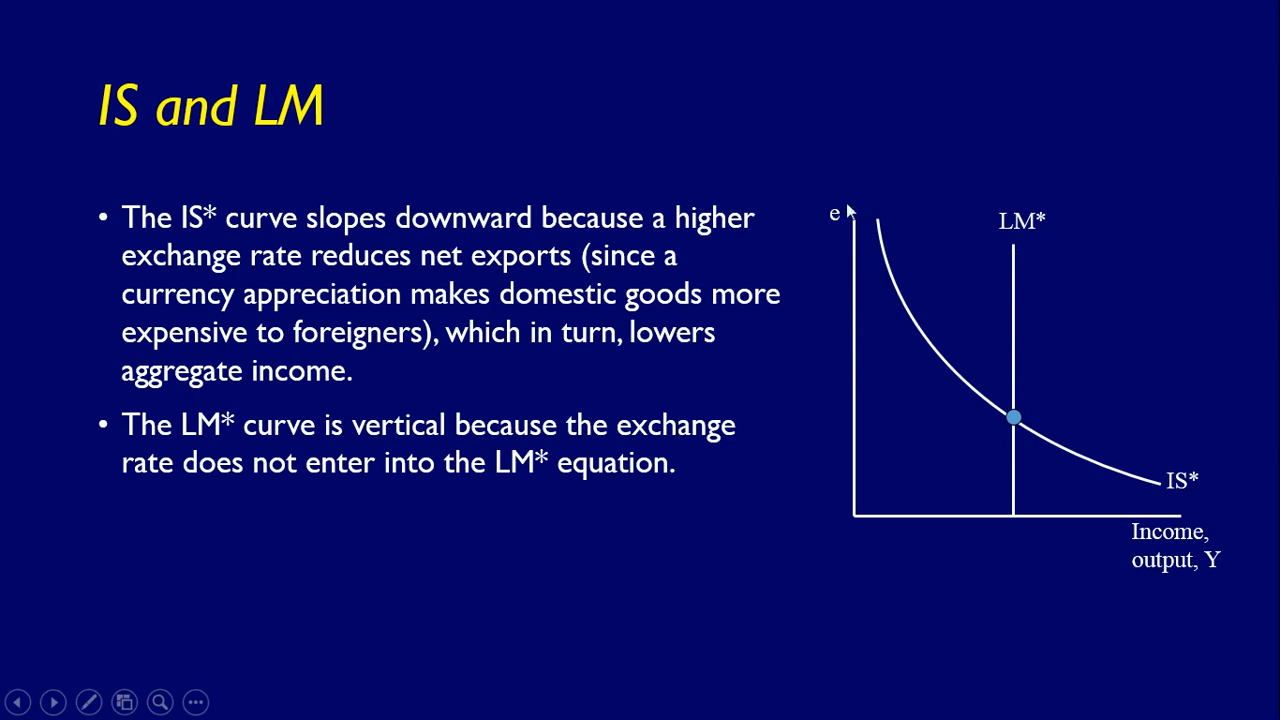 IS and LM
• The IS* curve slopes downward because a higher
exchange rate reduces net exports (since a
currency appreciation makes domestic goods more
expensive to foreigners), which in turn, lowers
aggregate income.
• The LM* curve is vertical because the exchange
rate does not enter into the LM* equation.
e
LM*
IS*
Income,
output, Y